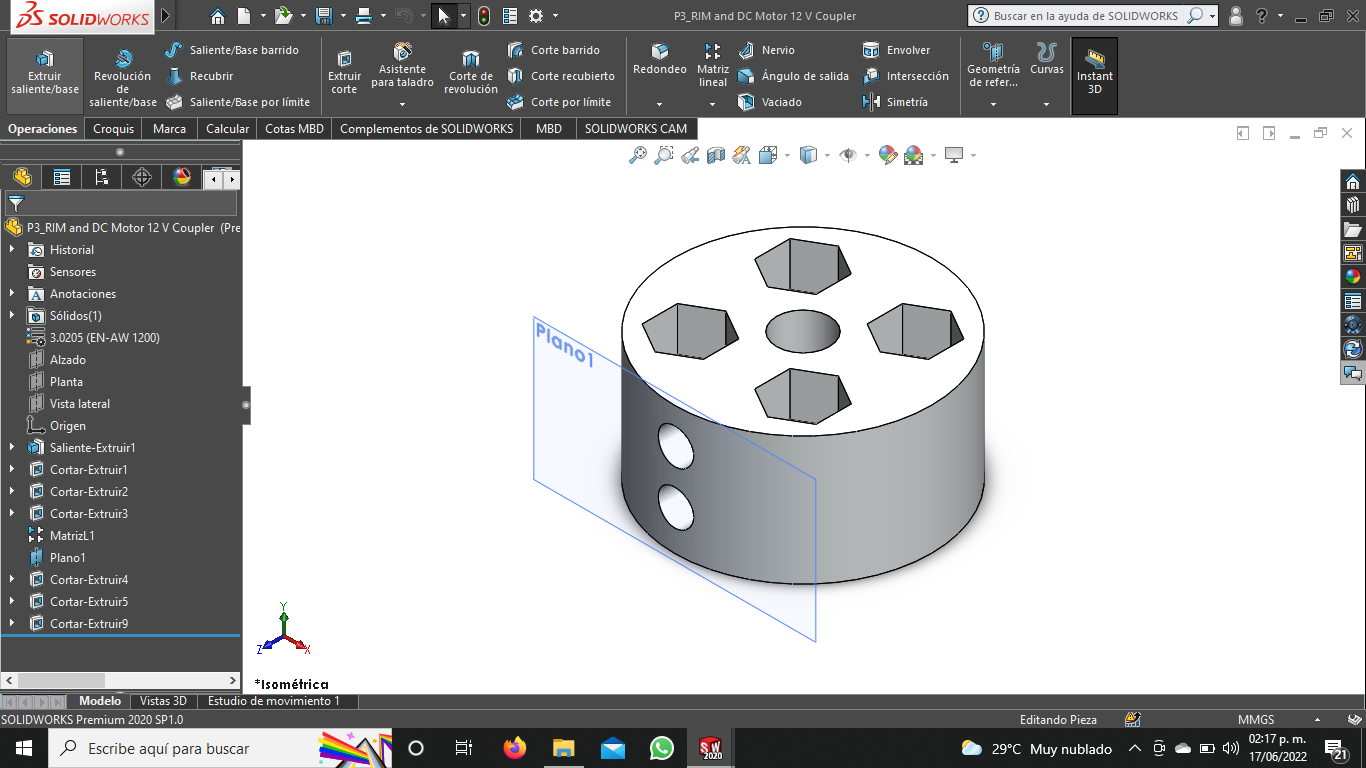 SOLIDWORKS
P3_RIM and DC Motor 12 V Coupler
Buscar en la ayuda de SOLIDWORKS
Extruir saliente/base
Revolución de saliente/base
Saliente/Base barrido
Recubrir
Saliente/Base por límite
Extruir corte
Asistente para taladro
Corte de revolución
Corte barrido
Corte recubierto
Corte por límite
Redondeo
Matriz lineal
Nervio
Ángulo de salida
Vaciado
Envolver
Intersección
Simetría
Geometría de refer...
Curvas
Instant 3D
Operaciones
Croquis
Marca
Calcular
Cotas MBD
Complementos de SOLIDWORKS
MBD
SOLIDWORKS CAM
P3_RIM and DC Motor 12 V Coupler (Pre
Historial
Sensores
Anotaciones
Sólidos(1)
3.0205 (EN-AW 1200)
Alzado
Planta
Vista lateral
Origen
Saliente-Extruir1
Cortar-Extruir1
Cortar-Extruir2
Cortar-Extruir3
MatrizL1
Plano1
Cortar-Extruir4
Cortar-Extruir5
Cortar-Extruir9
Plano1
Y
Z
X
*Isométrica
Modelo
Vistas 3D
Estudio de movimiento 1
SOLIDWORKS Premium 2020 SP1.0
Editando Pieza
MMGS
Escribe aquí para buscar
SW
2020
29°C Muy nublado
02:17 p. m.
17/06/2022
21